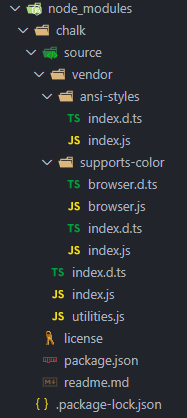 node_modules
chalk
source
vendor
ansi-styles
TS index.d.ts
JS index.js
supports-color
TS browser.d.ts
JS browser.js
TS index.d.ts
JS index.js
TS index.d.ts
JS index.js
JS utilities.js
license
package.json
readme.md
{ } .package-lock.json